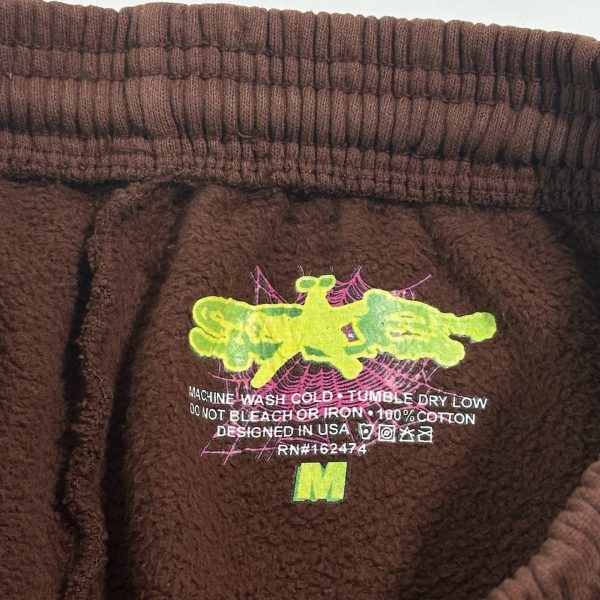 MACHINE WASH COLD • TUMBLE DRY LOW
DO NOT BLEACH OR IRON • 100% COTTON
DESIGNED IN USA
RN#162474
M